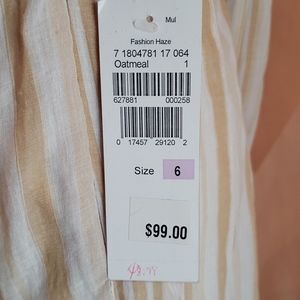 Mul
Fashion Haze
7 1804781 17 064
Oatmeal 1
627881 000258
0 17457 29120 2
Size 6
$99.00